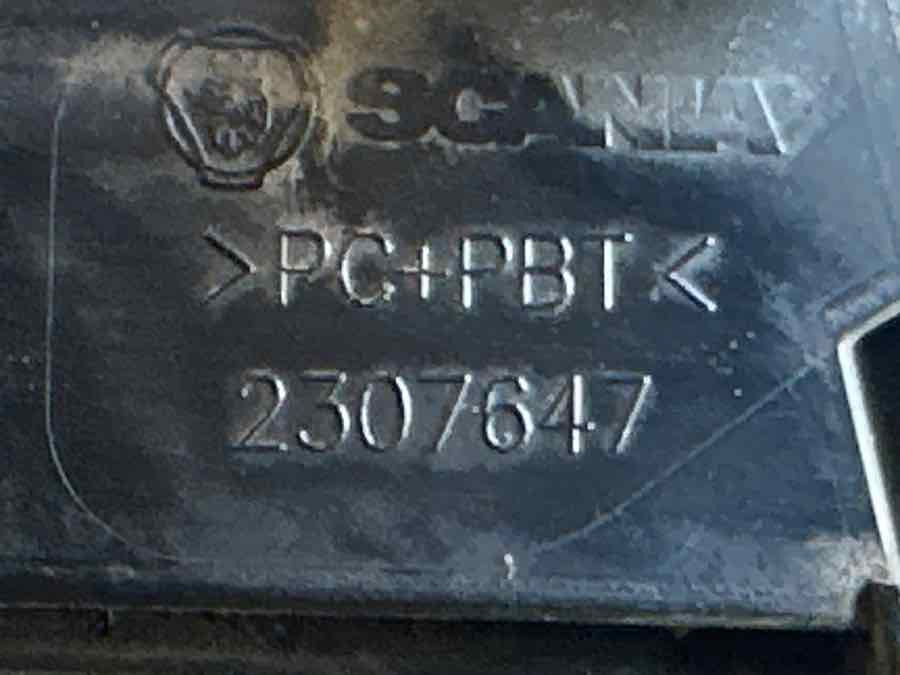 SCANIA
>PC+PBT<
2307647